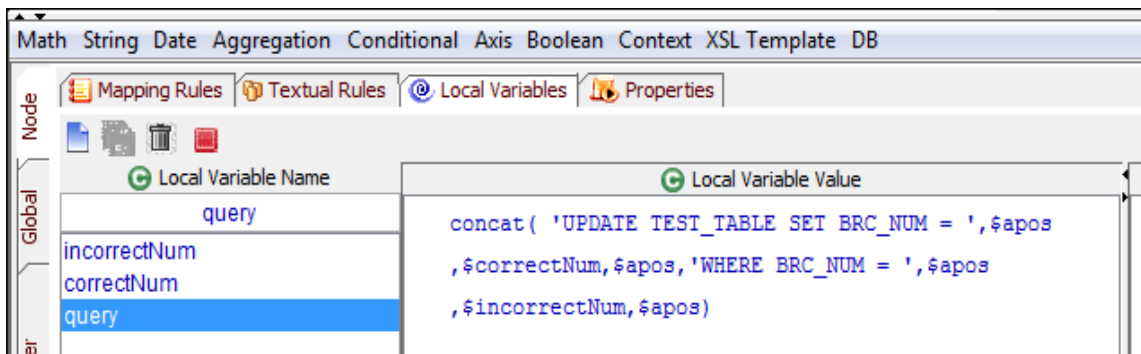 Math String Date Aggregation Conditional Axis Boolean Context XSL Template DB
Mapping Rules Textual Rules Local Variables Properties
Node
Global
Local Variable Name Local Variable Value
query
incorrectNum
correctNum
query
concat( 'UPDATE TEST_TABLE SET BRC_NUM = ',$apos
,$correctNum,$apos,'WHERE BRC_NUM = ',$apos
,$incorrectNum,$apos)